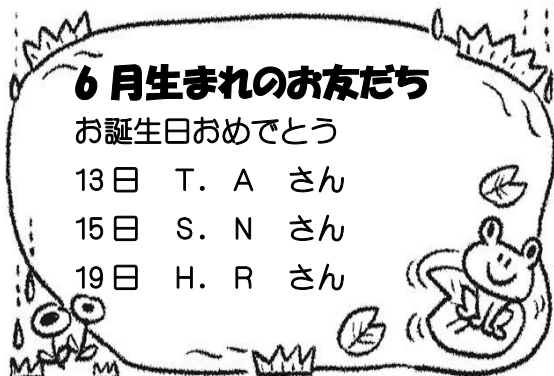 6月生まれのお友だち
お誕生日おめでとう
13日　T.　A　さん
15日　S.　N　さん
19日　H.　R　さん